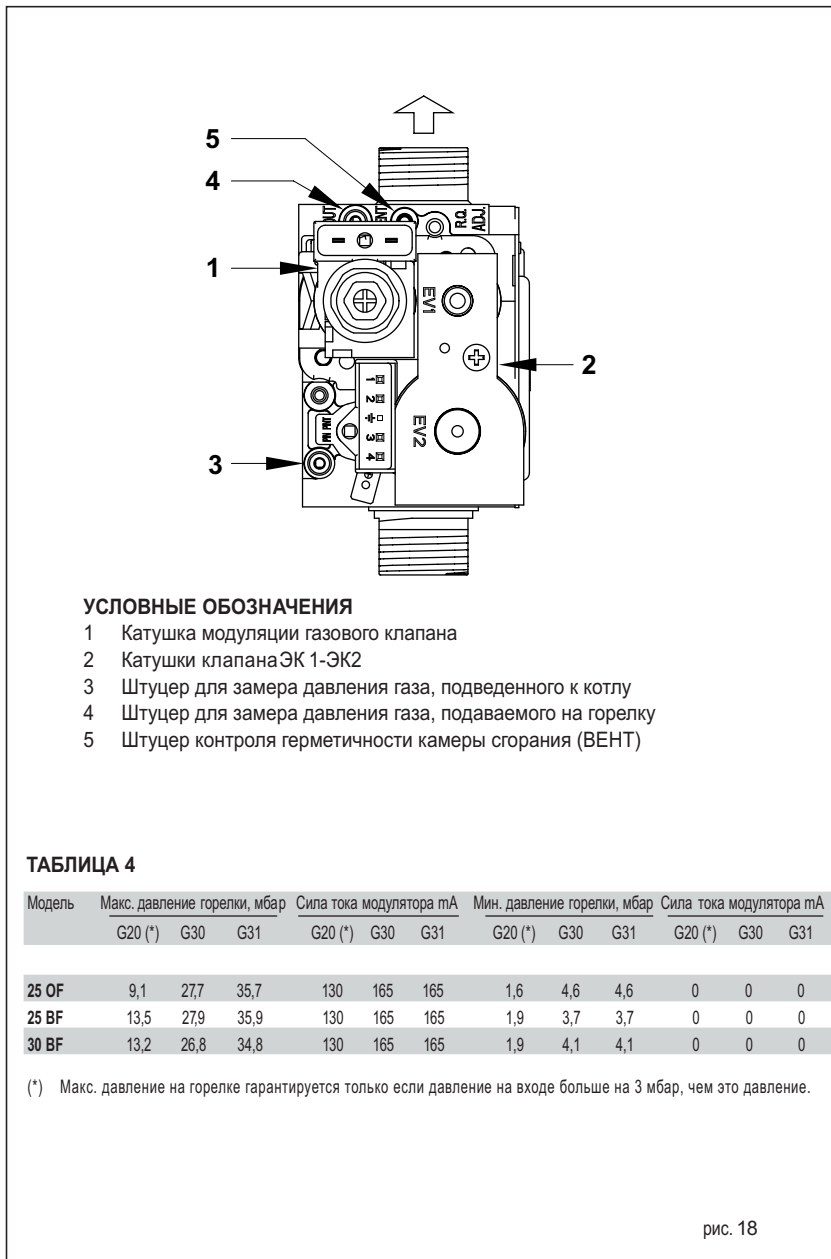 5
4
1
2
3
OUT
VENT
R.Q.
ADJ.
EV1
EV2
1
2
3
4
УСЛОВНЫЕ ОБОЗНАЧЕНИЯ
1 Катушка модуляции газового клапана
2 Катушки клапана ЭК 1-ЭК2
3 Штуцер для замера давления газа, подведенного к котлу
4 Штуцер для замера давления газа, подаваемого на горелку
5 Штуцер контроля герметичности камеры сгорания (ВЕНТ)
ТАБЛИЦА 4
Модель Макс. давление горелки, мбар Сила тока модулятора mA Мин. давление горелки, мбар Сила тока модулятора mA
G20 (*) G30 G31 G20 (*) G30 G31 G20 (*) G30 G31 G20 (*) G30 G31
25 OF 9,1 27,7 35,7 130 165 165 1,6 4,6 4,6 0 0 0
25 BF 13,5 27,9 35,9 130 165 165 1,9 3,7 3,7 0 0 0
30 BF 13,2 26,8 34,8 130 165 165 1,9 4,1 4,1 0 0 0
(*) Макс. давление на горелке гарантируется только если давление на входе больше на 3 мбар, чем это давление.
рис. 18